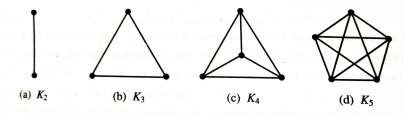 (a) K₂
(b) K₃
(c) K₄
(d) K₅